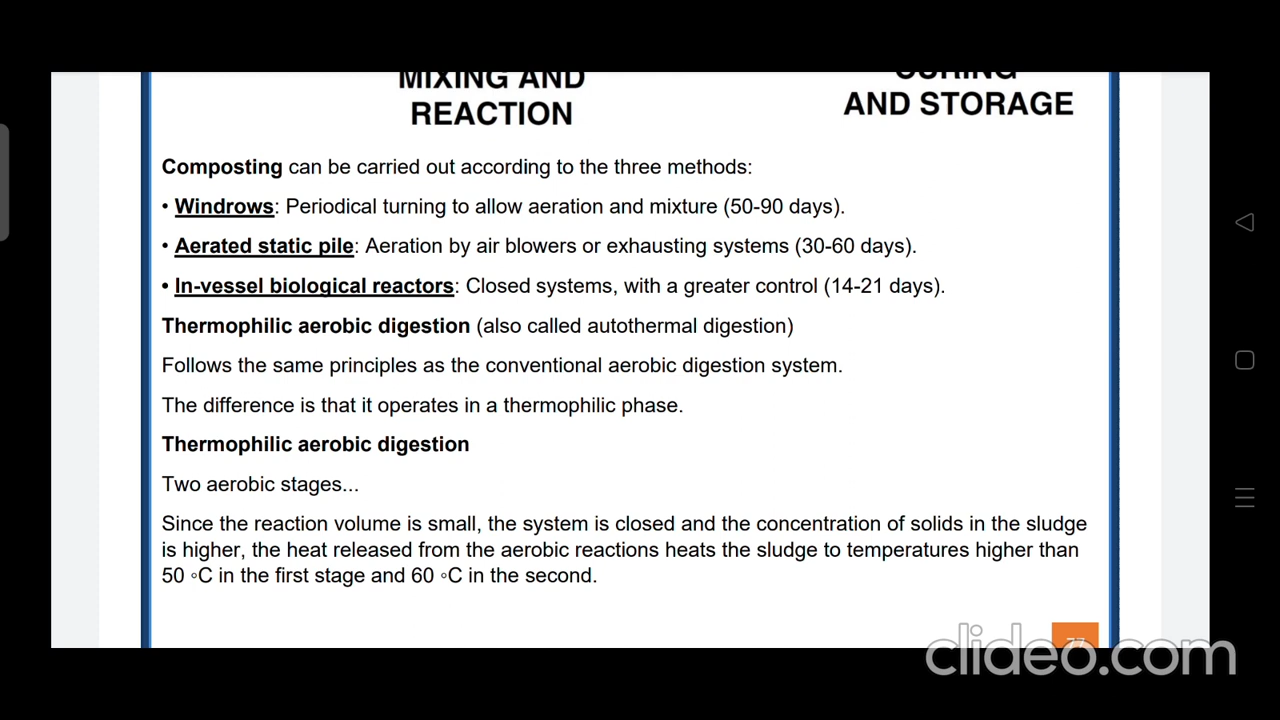 MIXING AND
REACTION
CURING
AND STORAGE
Composting can be carried out according to the three methods:
• Windrows: Periodical turning to allow aeration and mixture (50-90 days).
• Aerated static pile: Aeration by air blowers or exhausting systems (30-60 days).
• In-vessel biological reactors: Closed systems, with a greater control (14-21 days).
Thermophilic aerobic digestion (also called autothermal digestion)
Follows the same principles as the conventional aerobic digestion system.
The difference is that it operates in a thermophilic phase.
Thermophilic aerobic digestion
Two aerobic stages...
Since the reaction volume is small, the system is closed and the concentration of solids in the sludge
is higher, the heat released from the aerobic reactions heats the sludge to temperatures higher than
50 ◦C in the first stage and 60 ◦C in the second.
clideo.com